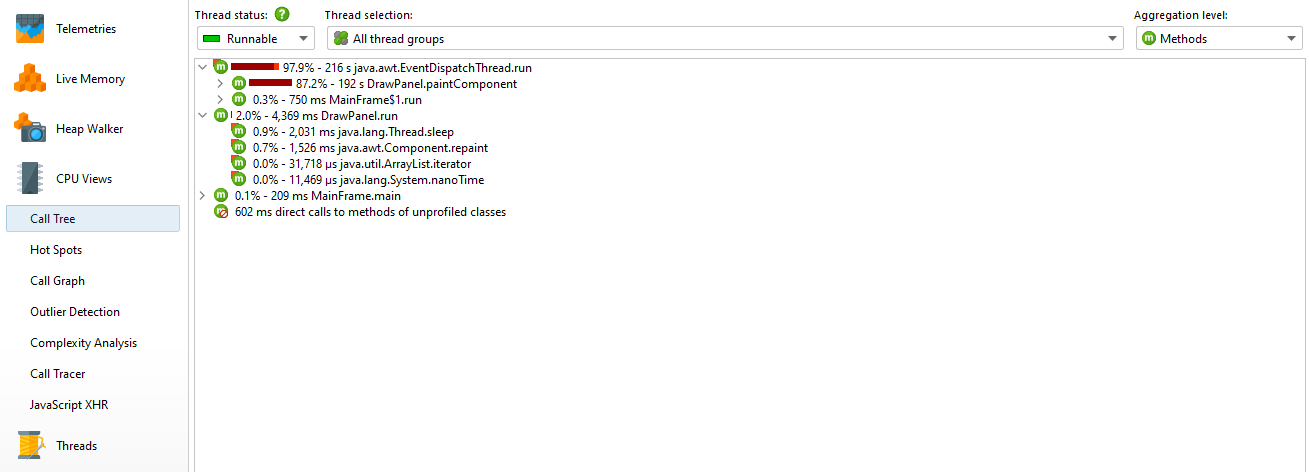 Thread status:
Thread selection:
Aggregation level:
Runnable
All thread groups
Methods
Telemetries
Live Memory
Heap Walker
CPU Views
Call Tree
Hot Spots
Call Graph
Outlier Detection
Complexity Analysis
Call Tracer
JavaScript XHR
Threads
97.9% - 216 s java.awt.EventDispatchThread.run
87.2% - 192 s DrawPanel.paintComponent
0.3% - 750 ms MainFrame$1.run
2.0% - 4,369 ms DrawPanel.run
0.9% - 2,031 ms java.lang.Thread.sleep
0.7% - 1,526 ms java.awt.Component.repaint
0.0% - 31,718 µs java.util.ArrayList.iterator
0.0% - 11,469 µs java.lang.System.nanoTime
0.1% - 209 ms MainFrame.main
602 ms direct calls to methods of unprofiled classes